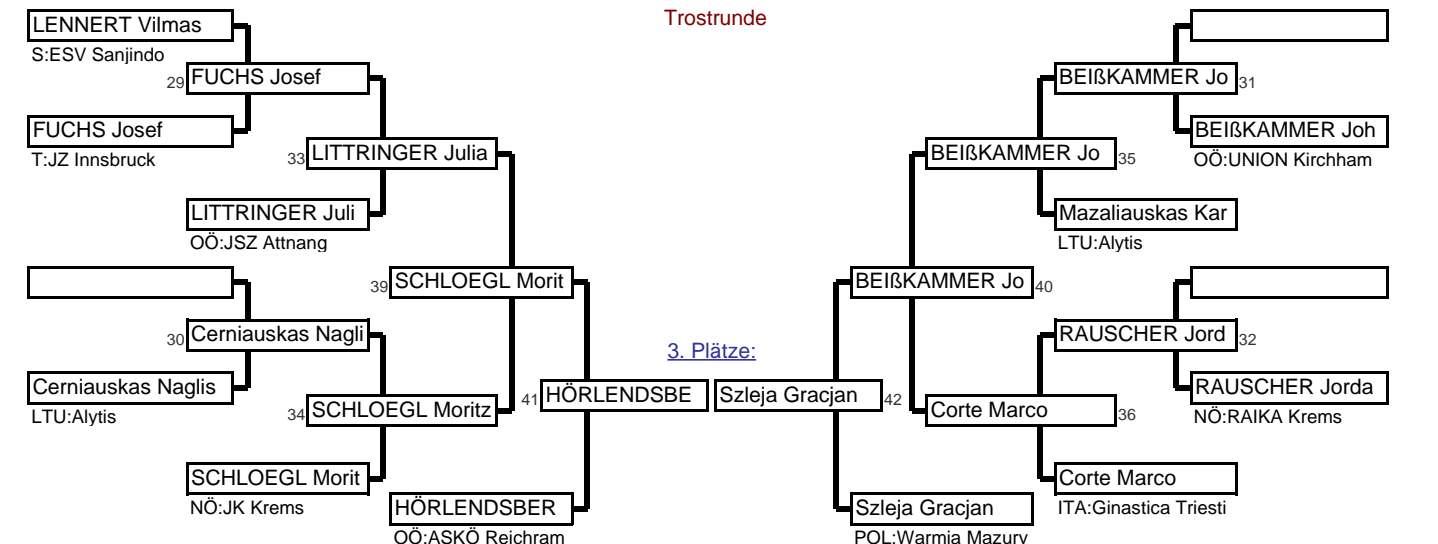 LENNERT Vilmas
S:ESV Sanjindo
29 FUCHS Josef
FUCHS Josef
T:JZ Innsbruck
33 LITTRINGER Julia
LITTRINGER Juli
OÖ:JSZ Attnang
39 SCHLOEGL Morit
30 Cerniauskas Nagli
Cerniauskas Naglis
LTU:Alytis
34 SCHLOEGL Moritz
SCHLOEGL Morit
NÖ:JK Krems
41 HÖRLENDSBE
HÖRLENDSBER
OÖ:ASKÖ Reichram
Trostrunde
3. Plätze:
BEIßKAMMER Jo 31
BEIßKAMMER Joh
OÖ:UNION Kirchham
BEIßKAMMER Jo 35
Mazaliauskas Kar
LTU:Alytis
BEIßKAMMER Jo 40
RAUSCHER Jord 32
RAUSCHER Jorda
NÖ:RAIKA Krems
Szleja Gracjan 42
Corte Marco 36
Corte Marco
ITA:Ginastica Triesti
Szleja Gracjan
POL:Warmia Mazury